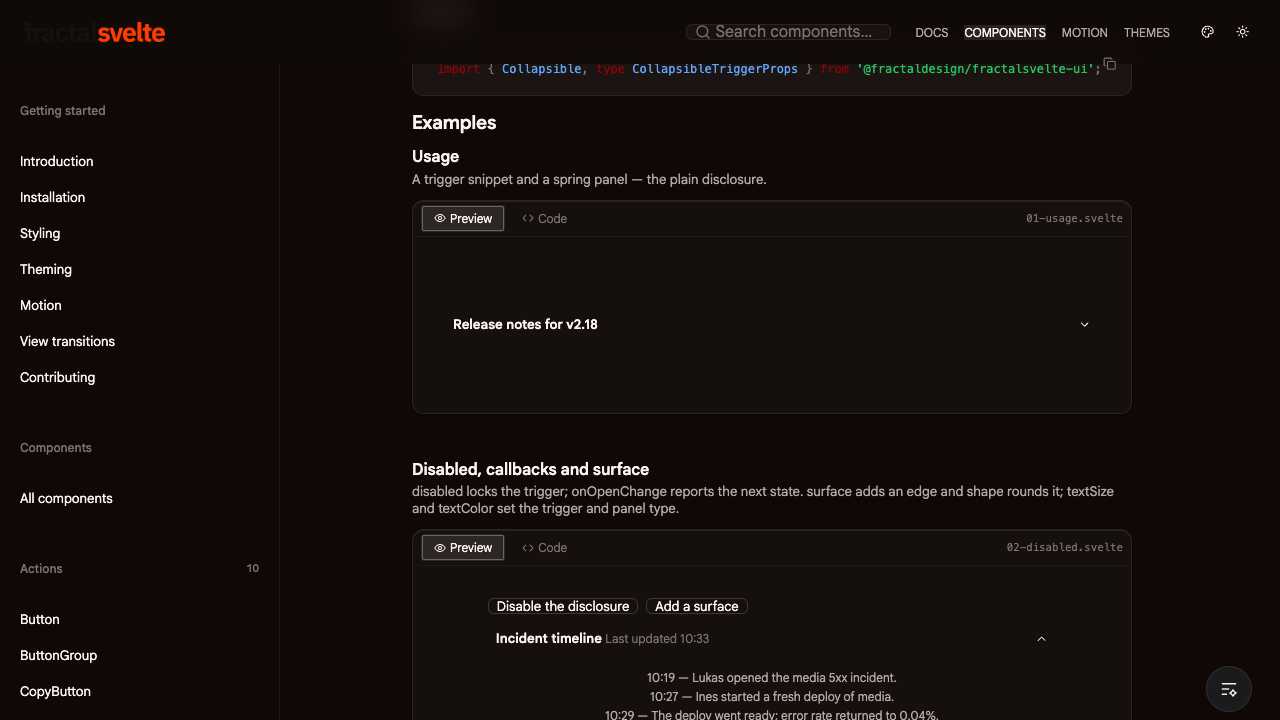 fractalsvelte
Search components...
DOCS COMPONENTS MOTION THEMES
import { Collapsible, type CollapsibleTriggerProps } from '@fractaldesign/fractalsvelte-ui';
Getting started
Introduction
Installation
Styling
Theming
Motion
View transitions
Contributing
Components
All components
Actions 10
Button
ButtonGroup
CopyButton
Examples
Usage
A trigger snippet and a spring panel — the plain disclosure.
Preview Code 01-usage.svelte
Release notes for v2.18
Disabled, callbacks and surface
disabled locks the trigger; onOpenChange reports the next state. surface adds an edge and shape rounds it; textSize
and textColor set the trigger and panel type.
Preview Code 02-disabled.svelte
Disable the disclosure Add a surface
Incident timeline Last updated 10:33
10:19 — Lukas opened the media 5xx incident.
10:27 — Ines started a fresh deploy of media.
10:29 — The deploy went ready; error rate returned to 0.04%.